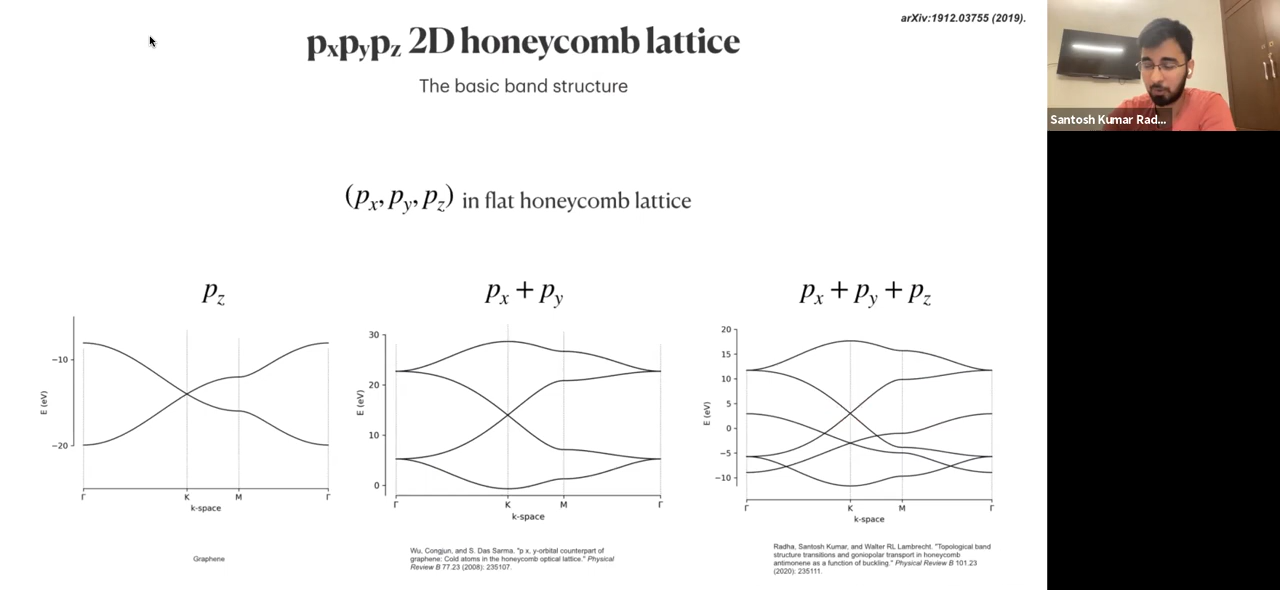 arXiv:1912.03755 (2019).
pxpypz 2D honeycomb lattice
The basic band structure
Santosh Kumar Rad...
(px, py, pz) in flat honeycomb lattice
pz
px + py
px + py + pz
−10
−20
E (eV)
Γ K M Γ
k-space
30
20
10
0
E (eV)
Γ K M Γ
k-space
20
15
10
5
0
−5
−10
E (eV)
Γ K M Γ
k-space
Graphene
Wu, Congjun, and S. Das Sarma. "p x, y-orbital counterpart of
graphene: Cold atoms in the honeycomb optical lattice." Physical
Review B 77.23 (2008): 235107.
Radha, Santosh Kumar, and Walter RL Lambrecht. "Topological band
structure transitions and goniopolar transport in honeycomb
antimonene as a function of buckling." Physical Review B 101.23
(2020): 235111.